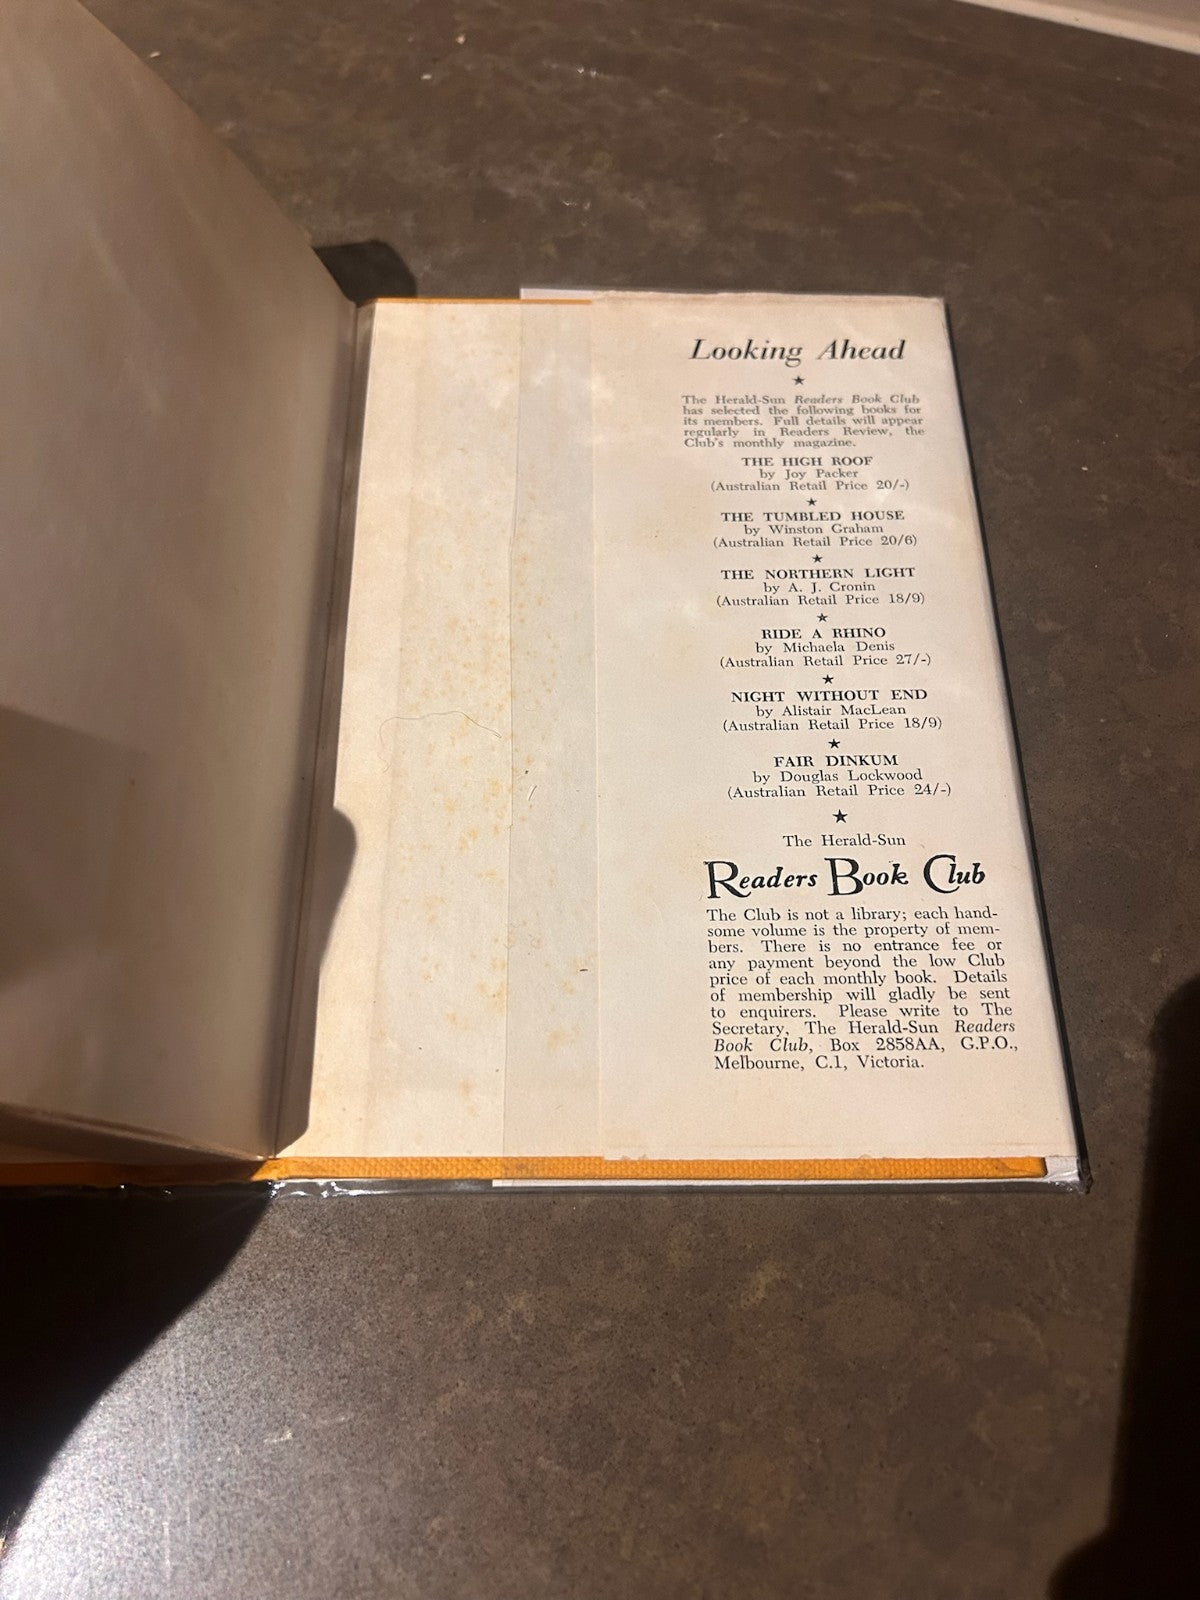 Looking Ahead
★
The Herald-Sun Readers Book Club
has selected the following books for
its members. Full details will appear
regularly in Readers Review, the
Club's monthly magazine.
THE HIGH ROOF
by Joy Packer
(Australian Retail Price 20/-)
★
THE TUMBLED HOUSE
by Winston Graham
(Australian Retail Price 20/6)
★
THE NORTHERN LIGHT
by A. J. Cronin
(Australian Retail Price 18/9)
★
RIDE A RHINO
by Michaela Denis
(Australian Retail Price 27/-)
★
NIGHT WITHOUT END
by Alistair MacLean
(Australian Retail Price 18/9)
★
FAIR DINKUM
by Douglas Lockwood
(Australian Retail Price 24/-)
★
The Herald-Sun
Readers Book Club
The Club is not a library; each hand-
some volume is the property of mem-
bers. There is no entrance fee or
any payment beyond the low Club
price of each monthly book. Details
of membership will gladly be sent
to enquirers. Please write to The
Secretary, The Herald-Sun Readers
Book Club, Box 2858AA, G.P.O.,
Melbourne, C.1, Victoria.